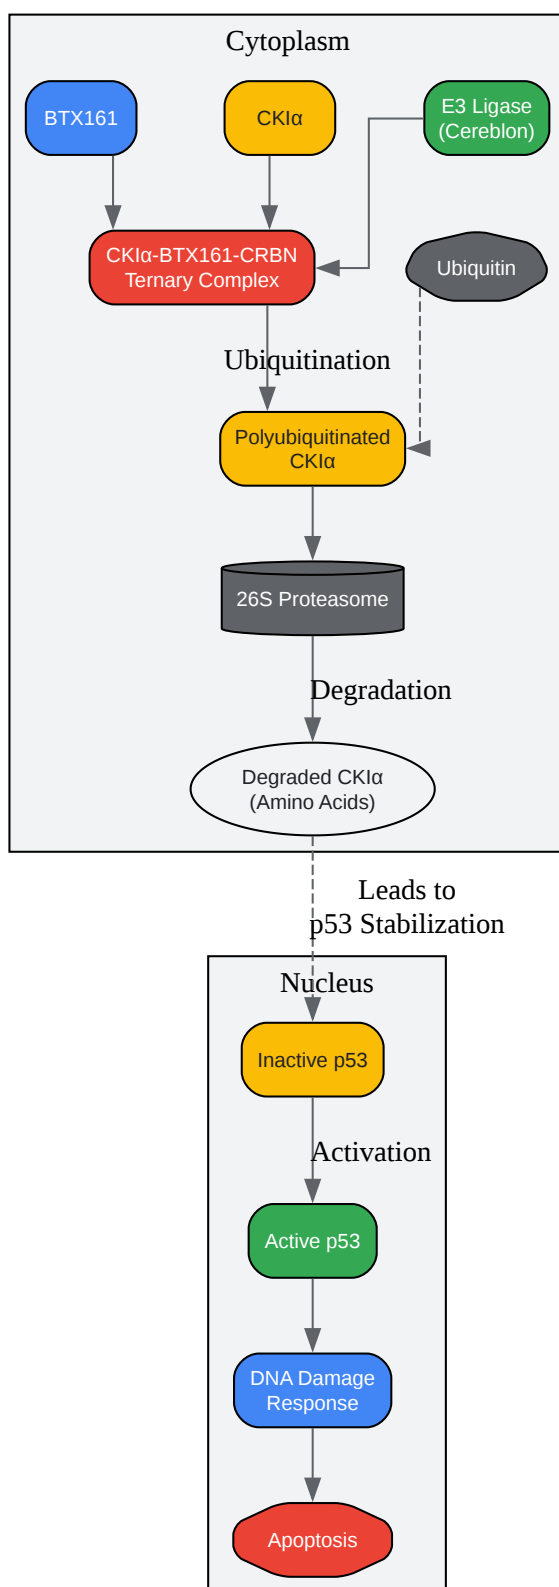 Cytoplasm
BTX161
CKIα
E3 Ligase
(Cereblon)
CKIα-BTX161-CRBN
Ternary Complex
Ubiquitin
Ubiquitination
Polyubiquitinated
CKIα
26S Proteasome
Degradation
Degraded CKIα
(Amino Acids)
Leads to
p53 Stabilization
Nucleus
Inactive p53
Activation
Active p53
DNA Damage
Response
Apoptosis